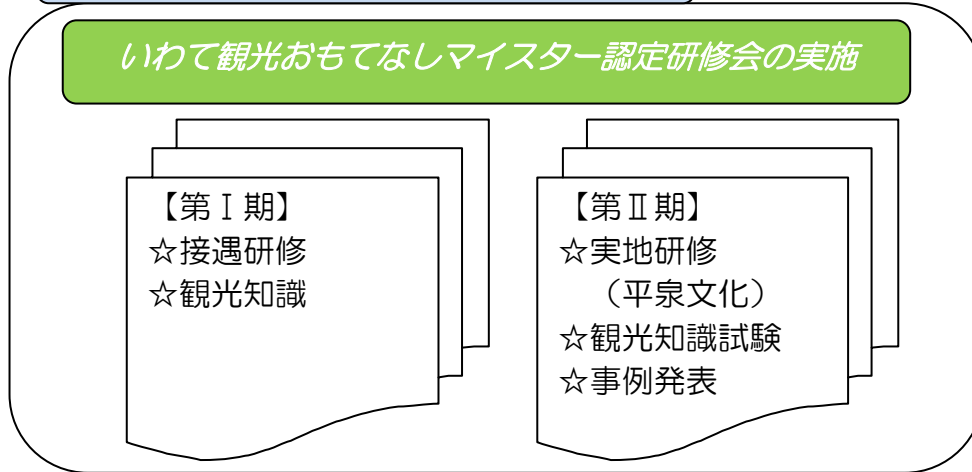 いわて観光おもてなしマイスター認定研修会の実施
【第Ⅰ期】
☆接遇研修
☆観光知識
【第Ⅱ期】
☆実地研修
（平泉文化）
☆観光知識試験
☆事例発表